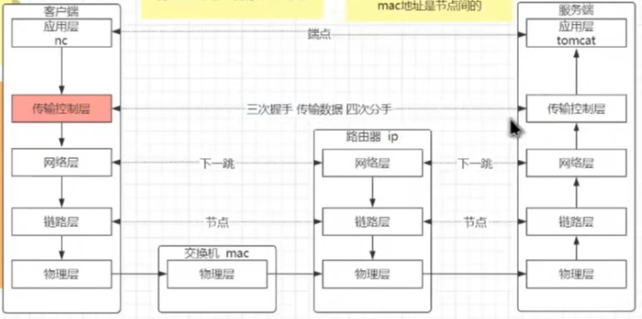 mac地址是节点间的
客户端
服务端
应用层
nc
端点
应用层
tomcat
传输控制层
三次握手 传输数据 四次分手
传输控制层
路由器 ip
网络层
下一跳
网络层
下一跳
网络层
链路层
节点
链路层
节点
链路层
交换机 mac
物理层
物理层
物理层
物理层